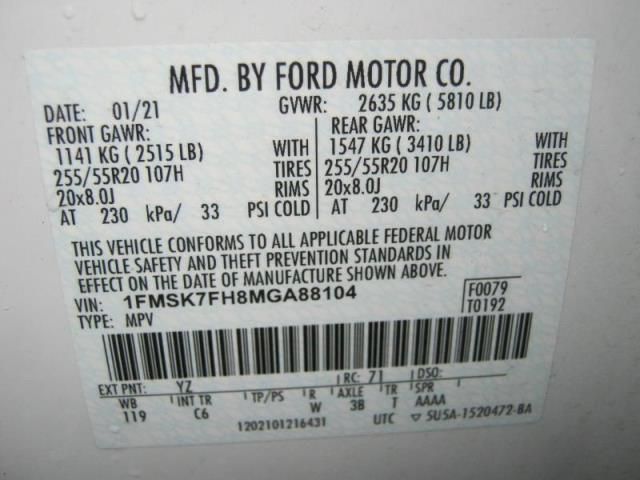 MFD. BY FORD MOTOR CO.
DATE: 01/21 GVWR: 2635 KG ( 5810 LB)
FRONT GAWR: REAR GAWR:
1141 KG ( 2515 LB) WITH 1547 KG ( 3410 LB) WITH
255/55R20 107H TIRES 255/55R20 107H TIRES
20x8.0J RIMS 20x8.0J RIMS
AT 230 kPa/ 33 PSI COLD AT 230 kPa/ 33 PSI COLD
THIS VEHICLE CONFORMS TO ALL APPLICABLE FEDERAL MOTOR
VEHICLE SAFETY AND THEFT PREVENTION STANDARDS IN
EFFECT ON THE DATE OF MANUFACTURE SHOWN ABOVE.
VIN: 1FMSK7FH8MGA88104 F0079
TYPE: MPV T0192
EXT PNT: YZ RC: 71 DSO:
WB INT TR TP/PS R AXLE TR SPR
119 C6 W 3B T AAAA
1202101216431 UTC ▽ SU5A-1520472-BA